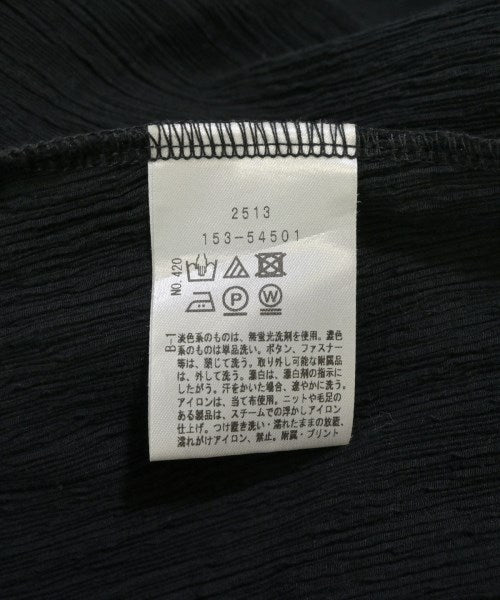 2513
153-54501
NO.420
P
W
B-1
淡色系のものは、無蛍光洗剤を使用。濃色
系のものは単品洗い。ボタン、ファスナー
等は、閉じて洗う。取り外し可能な附属品
は、外して洗う。漂白は、漂白剤の指示に
したがう。汗をかいた場合、速やかに洗う。
アイロンは、当て布使用。ニットや毛足の
ある製品は、スチームでの浮かしアイロン
仕上げ。つけ置き洗い・濡れたままの放置、
濡れがけアイロン、禁止。附属・プリント